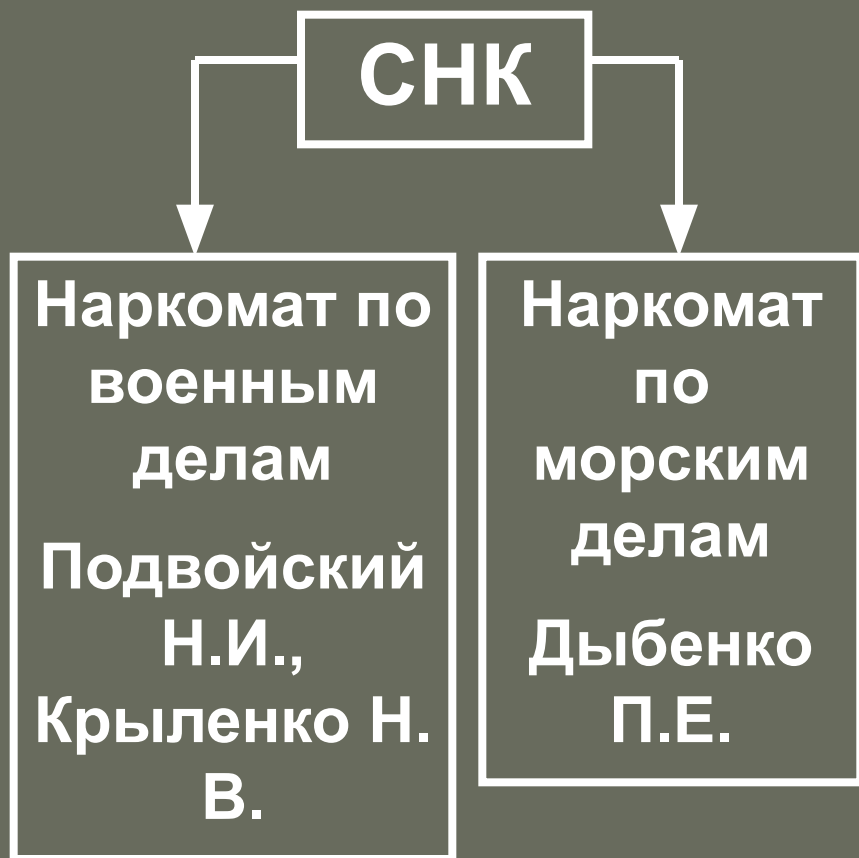 СНК
Наркомат по
военным
делам
Подвойский
Н.И.,
Крыленко Н.
В.
Наркомат
по
морским
делам
Дыбенко
П.Е.